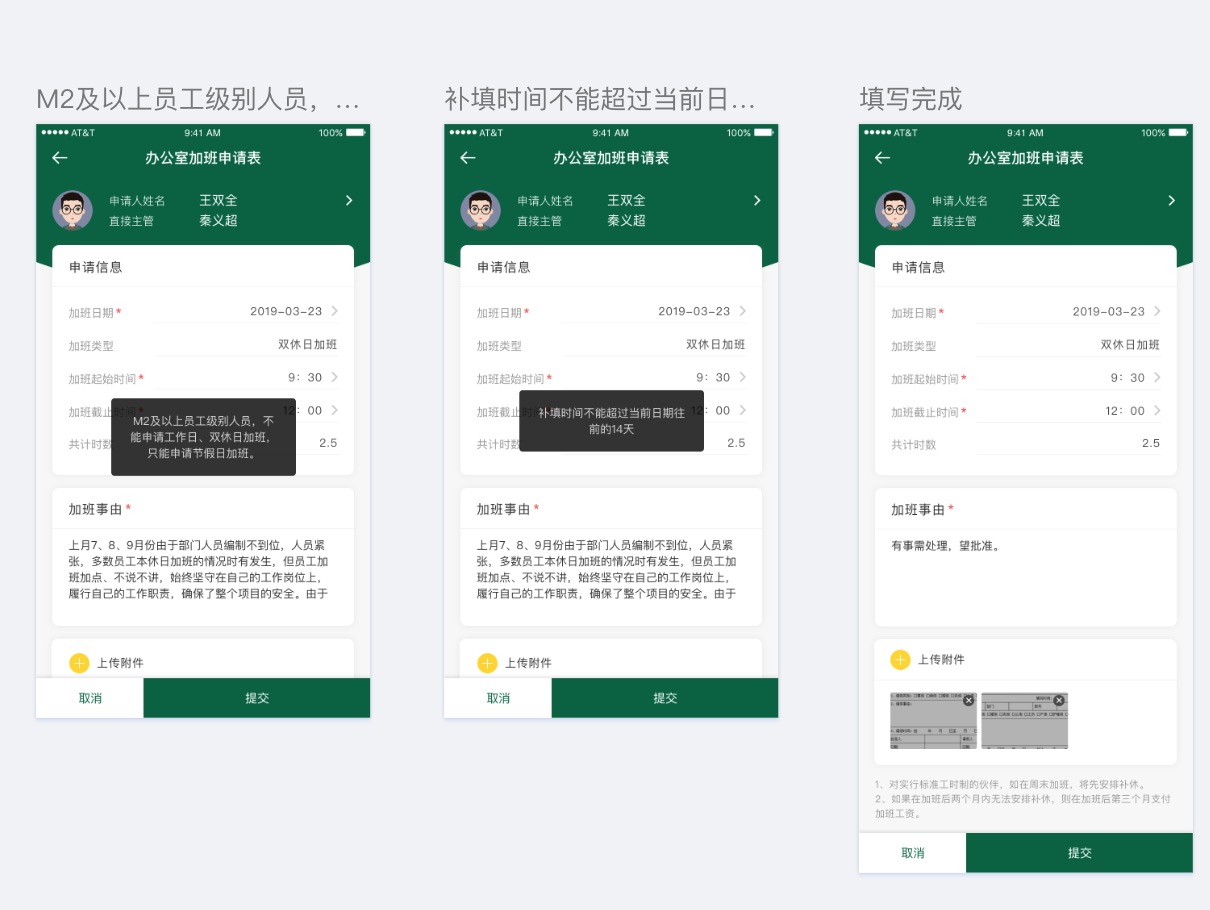 M2及以上员工级别人员，...
AT&T 9:41 AM 100%
办公室加班申请表
申请人姓名 王双全
直接主管 秦义超
申请信息
加班日期* 2019-03-23
加班类型 双休日加班
加班起始时间* 9：30
加班截止时间* 12：00
共计时数 2.5
M2及以上员工级别人员，不
能申请工作日、双休日加班，
只能申请节假日加班。
加班事由*
上月7、8、9月份由于部门人员编制不到位，人员紧
张，多数员工本休日加班的情况时有发生，但员工加
班加点、不说不讲，始终坚守在自己的工作岗位上，
履行自己的工作职责，确保了整个项目的安全。由于
上传附件
取消 提交
补填时间不能超过当前日...
AT&T 9:41 AM 100%
办公室加班申请表
申请人姓名 王双全
直接主管 秦义超
申请信息
加班日期* 2019-03-23
加班类型 双休日加班
加班起始时间* 9：30
加班截止 12：00
共计时数 2.5
补填时间不能超过当前日期往
前的14天
加班事由*
上月7、8、9月份由于部门人员编制不到位，人员紧
张，多数员工本休日加班的情况时有发生，但员工加
班加点、不说不讲，始终坚守在自己的工作岗位上，
履行自己的工作职责，确保了整个项目的安全。由于
上传附件
取消 提交
填写完成
AT&T 9:41 AM 100%
办公室加班申请表
申请人姓名 王双全
直接主管 秦义超
申请信息
加班日期* 2019-03-23
加班类型 双休日加班
加班起始时间* 9：30
加班截止时间* 12：00
共计时数 2.5
加班事由*
有事需处理，望批准。
上传附件
1、对实行标准工时制的伙伴，如在周末加班，将先安排补休。
2、如果在加班后两个月内无法安排补休，则在加班后第三个月支付
加班工资。
取消 提交